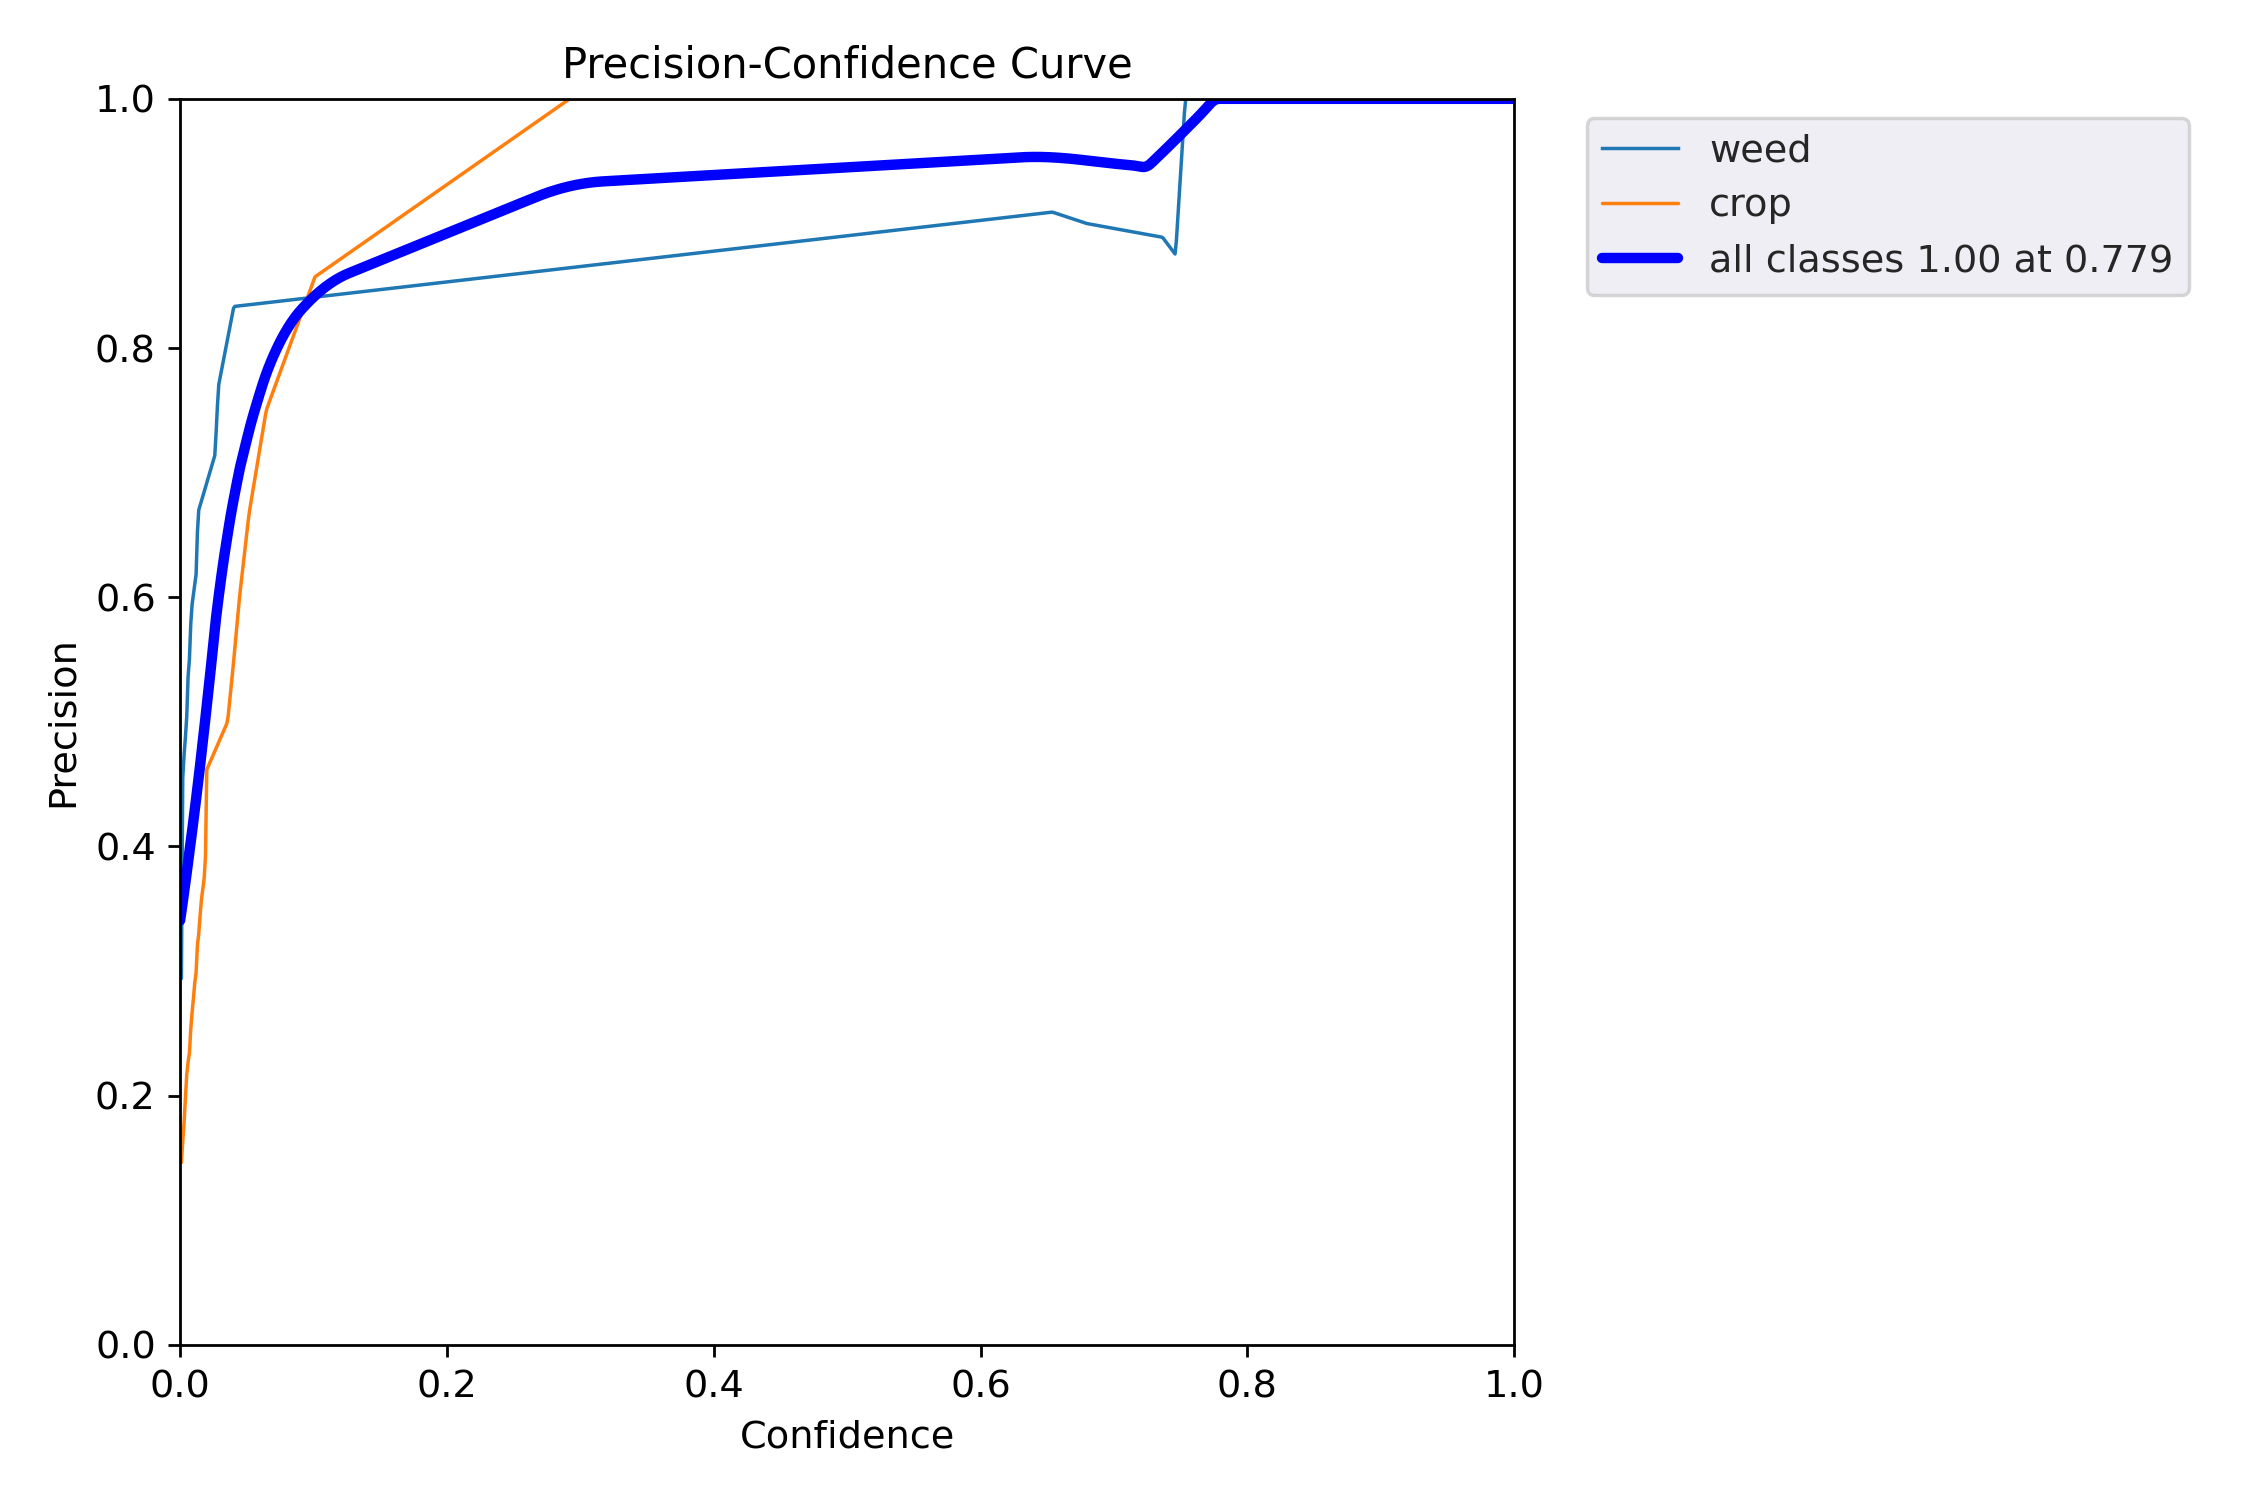 Precision-Confidence Curve
1.0
0.8
0.6
0.4
0.2
0.0
Precision
0.0 0.2 0.4 0.6 0.8 1.0
Confidence
weed
crop
all classes 1.00 at 0.779